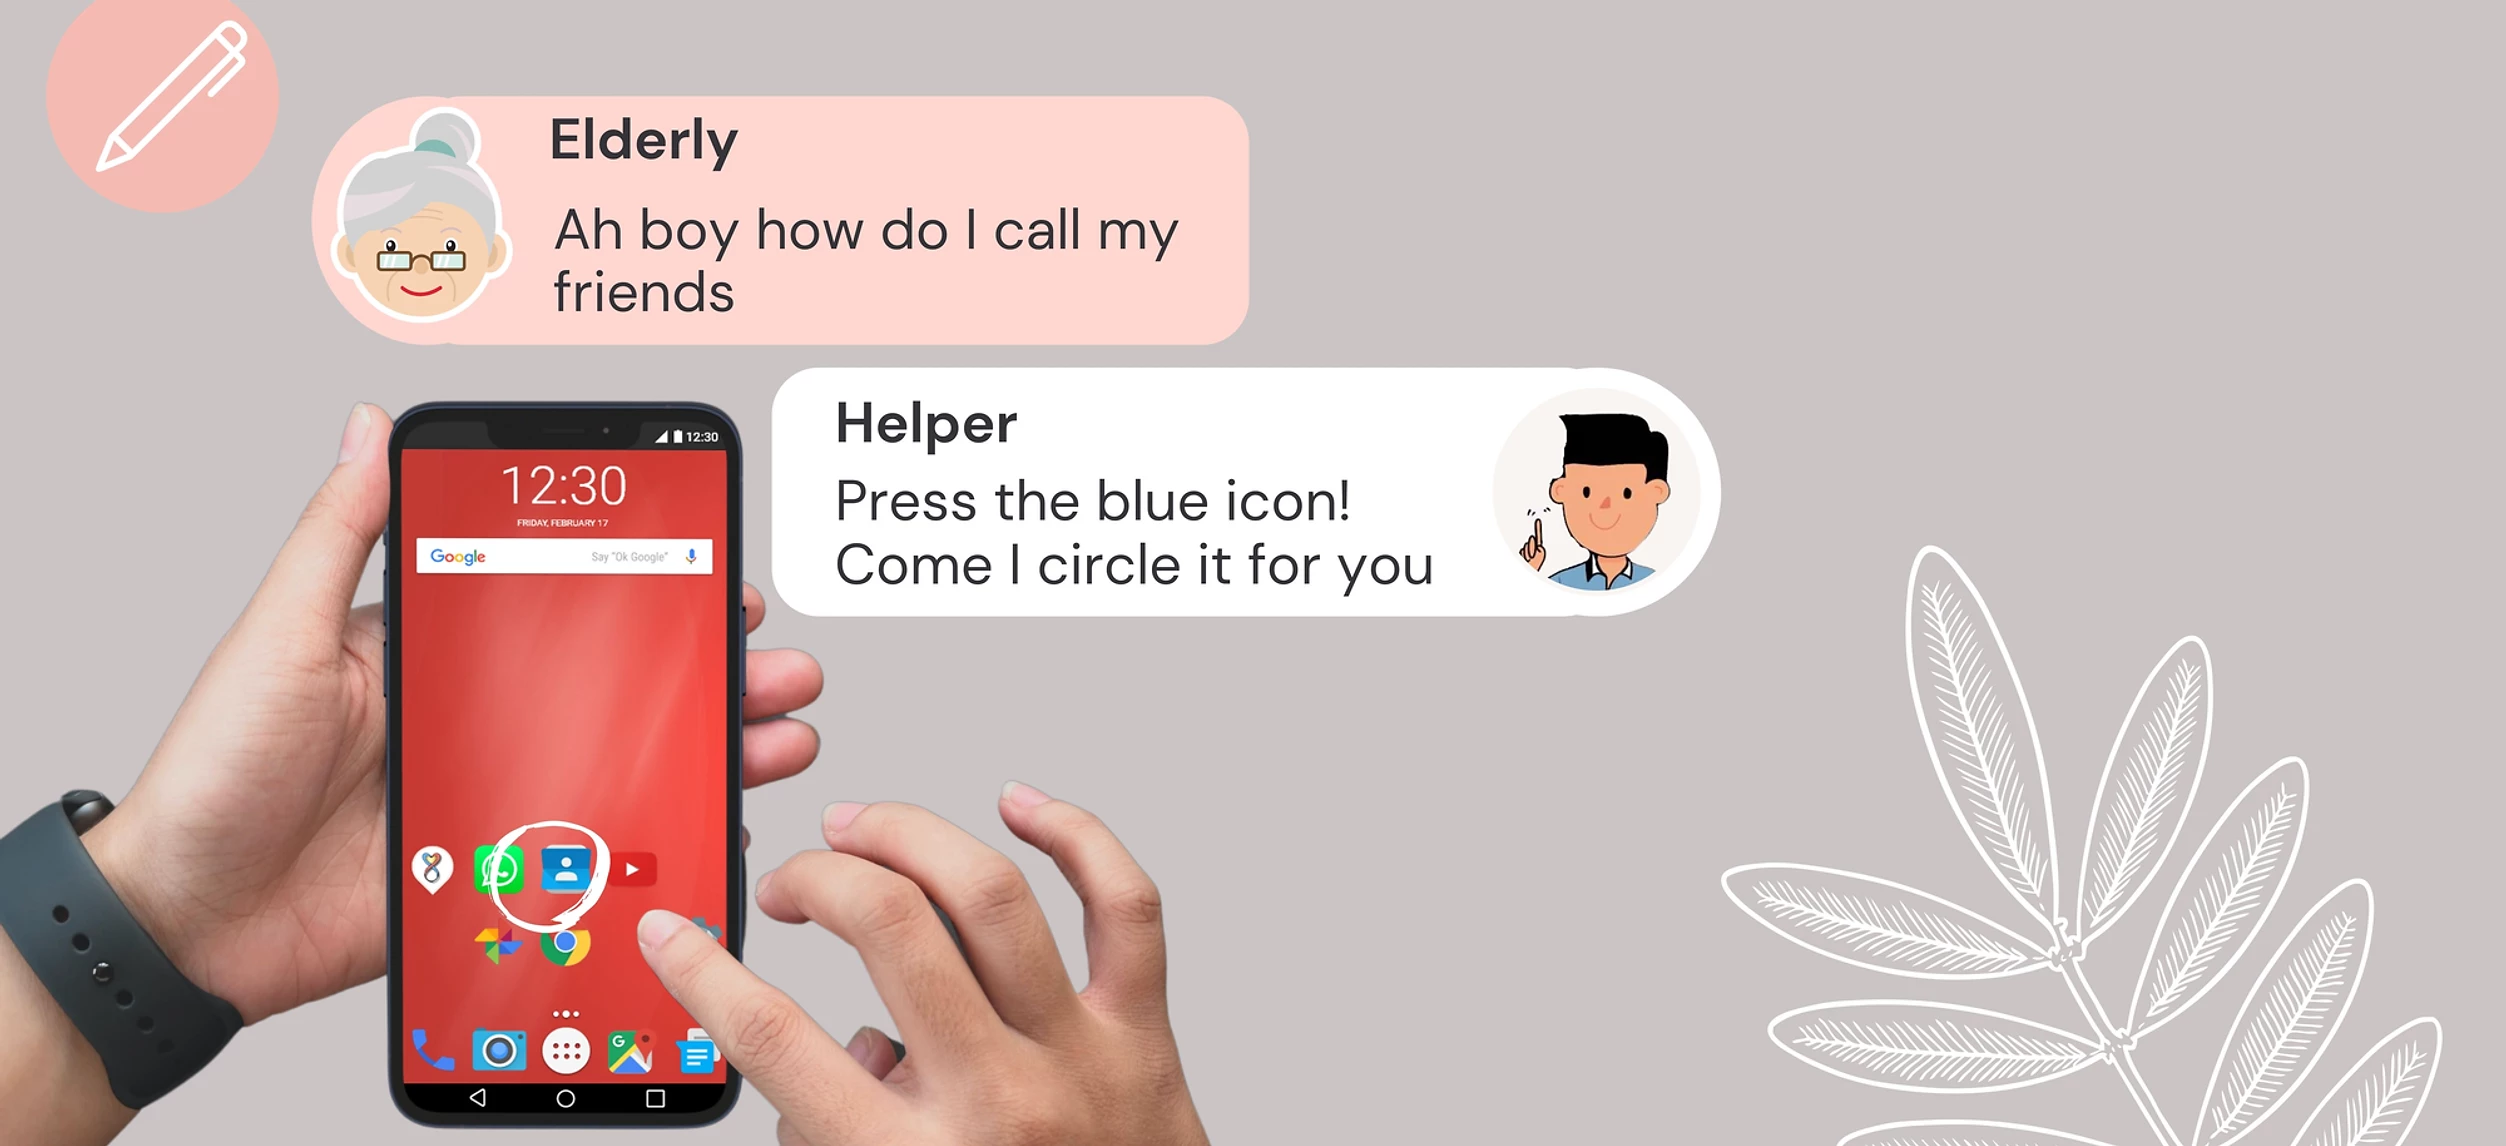 Elderly
Ah boy how do I call my
friends
Helper
Press the blue icon!
Come I circle it for you
12:30
12:30
FRIDAY, FEBRUARY 17
Google
Say "Ok Google"
G